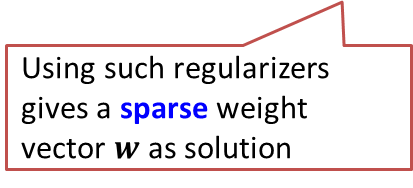 Using such regularizers
gives a sparse weight
vector w as solution